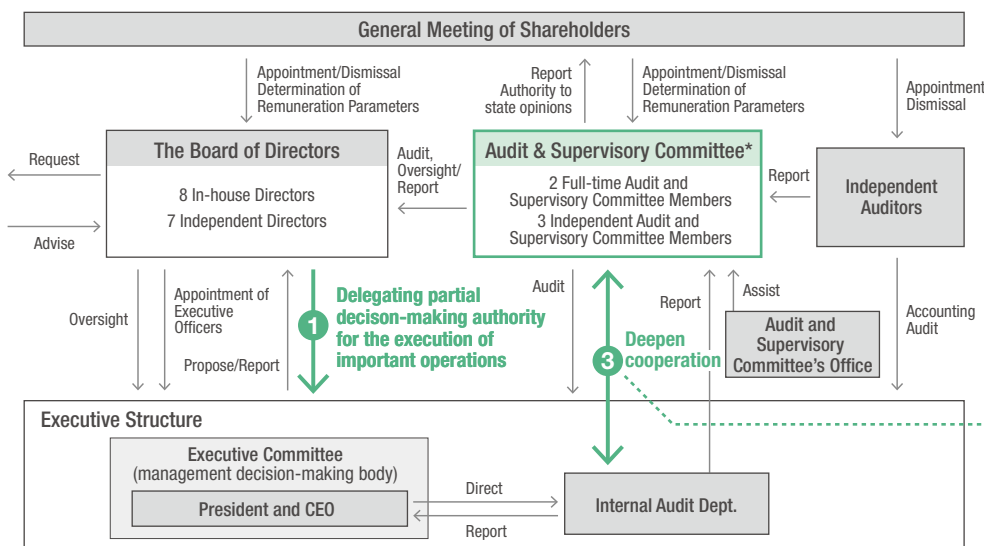 General Meeting of Shareholders
Appointment/Dismissal
Determination of
Remuneration Parameters
Report
Authority to
state opinions
Appointment/Dismissal
Determination of
Remuneration Parameters
Appointment
Dismissal
Request
Advise
The Board of Directors
8 In-house Directors
7 Independent Directors
Audit,
Oversight/
Report
Audit & Supervisory Committee*
2 Full-time Audit and
Supervisory Committee Members
3 Independent Audit and
Supervisory Committee Members
Report
Independent
Auditors
Oversight
Appointment of
Executive
Officers
Propose/Report
1
Delegating partial
decison-making authority
for the execution of
important operations
Audit
3
Deepen
cooperation
Report
Assist
Audit and
Supervisory
Committee's Office
Accounting
Audit
Executive Structure
Executive Committee
(management decision-making body)
President and CEO
Direct
Report
Internal Audit Dept.